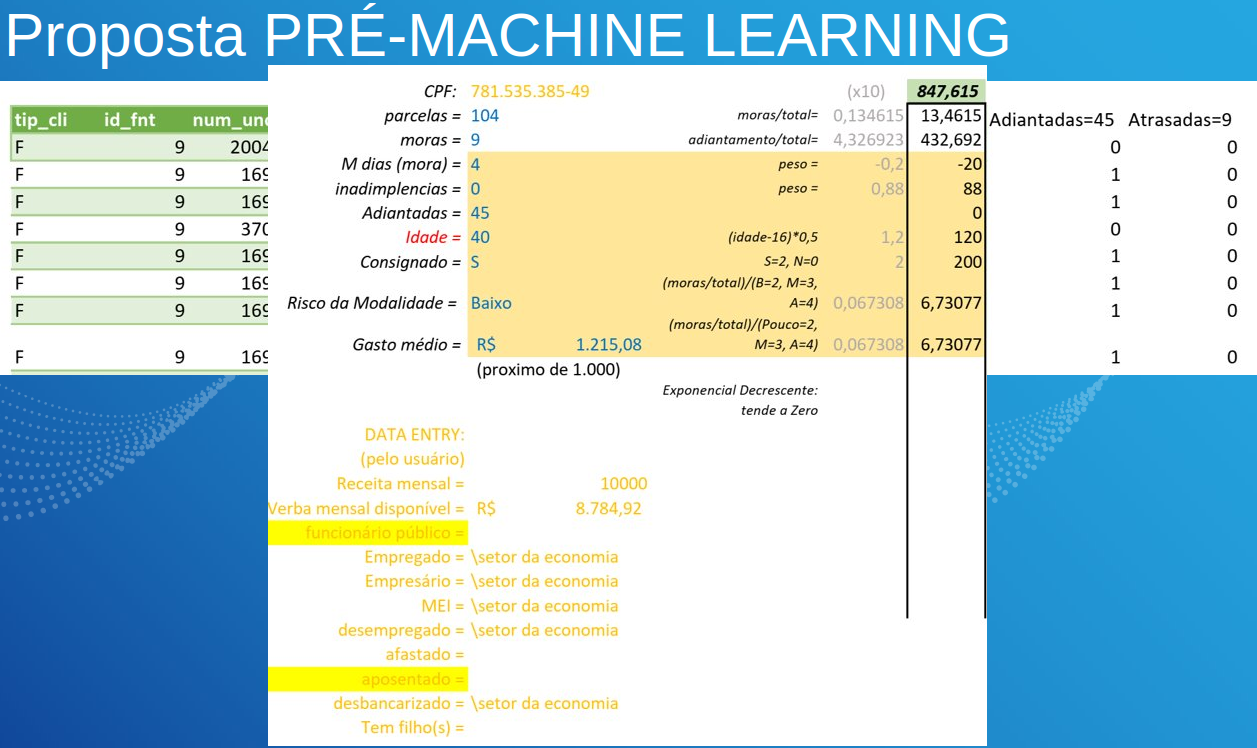 Proposta PRÉ-MACHINE LEARNING
CPF: 781.535.385-49 (x10) 847,615
parcelas = 104 moras/total= 0,134615 13,4615
moras = 9 adiantamento/total= 4,326923 432,692
M dias (mora) = 4 peso = -0,2 -20
inadimplencias = 0 peso = 0,88 88
Adiantadas = 45 0
Idade = 40 (idade-16)*0,5 1,2 120
Consignado = S S=2, N=0 2 200
(moras/total)/(B=2, M=3,
Risco da Modalidade = Baixo A=4) 0,067308 6,73077
(moras/total)/(Pouco=2,
Gasto médio = R$ 1.215,08 M=3, A=4) 0,067308 6,73077
(proximo de 1.000)
Exponencial Decrescente:
tende a Zero
DATA ENTRY:
(pelo usuário)
Receita mensal = 10000
Verba mensal disponível = R$ 8.784,92
funcionário público =
Empregado = \setor da economia
Empresário = \setor da economia
MEI = \setor da economia
desempregado = \setor da economia
afastado =
aposentado =
desbancarizado = \setor da economia
Tem filho(s) =
tip_cli id_fnt
F 9 2004
F 9 169
F 9 169
F 9 370
F 9 169
F 9 169
F 9 169
F 9 169
Adiantadas=45 Atrasadas=9
0 0
1 0
1 0
0 0
1 0
1 0
1 0
1 0